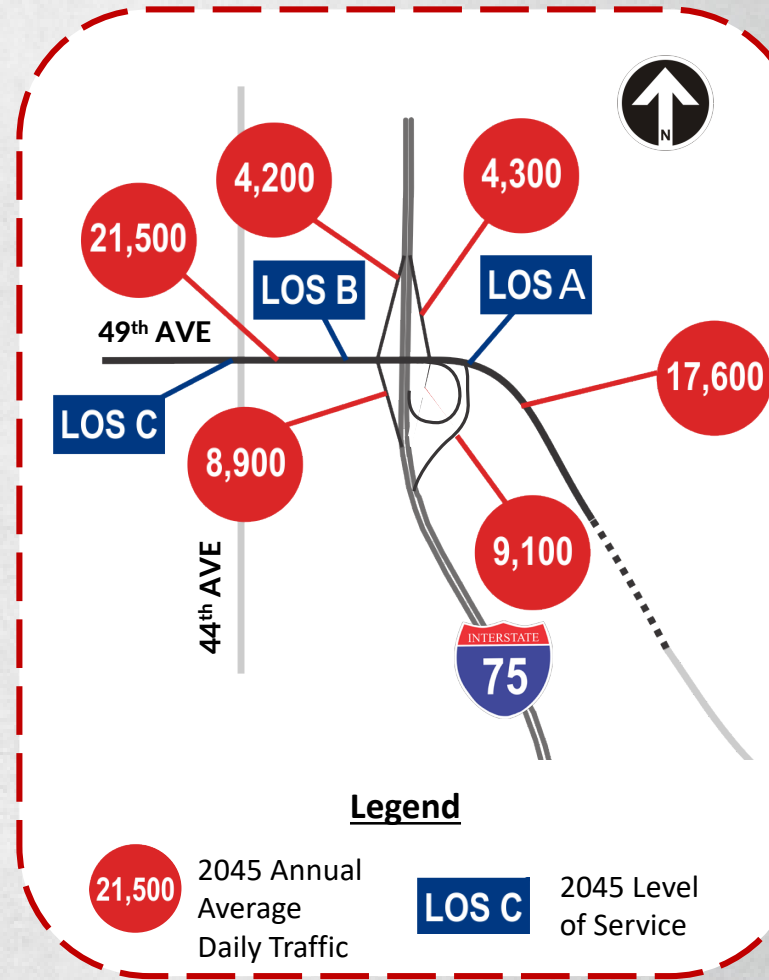 N
4,200
4,300
21,500
LOS B
LOS A
49th AVE
17,600
LOS C
8,900
9,100
44th AVE
INTERSTATE
75
Legend
21,500
2045 Annual
Average
Daily Traffic
LOS C
2045 Level
of Service